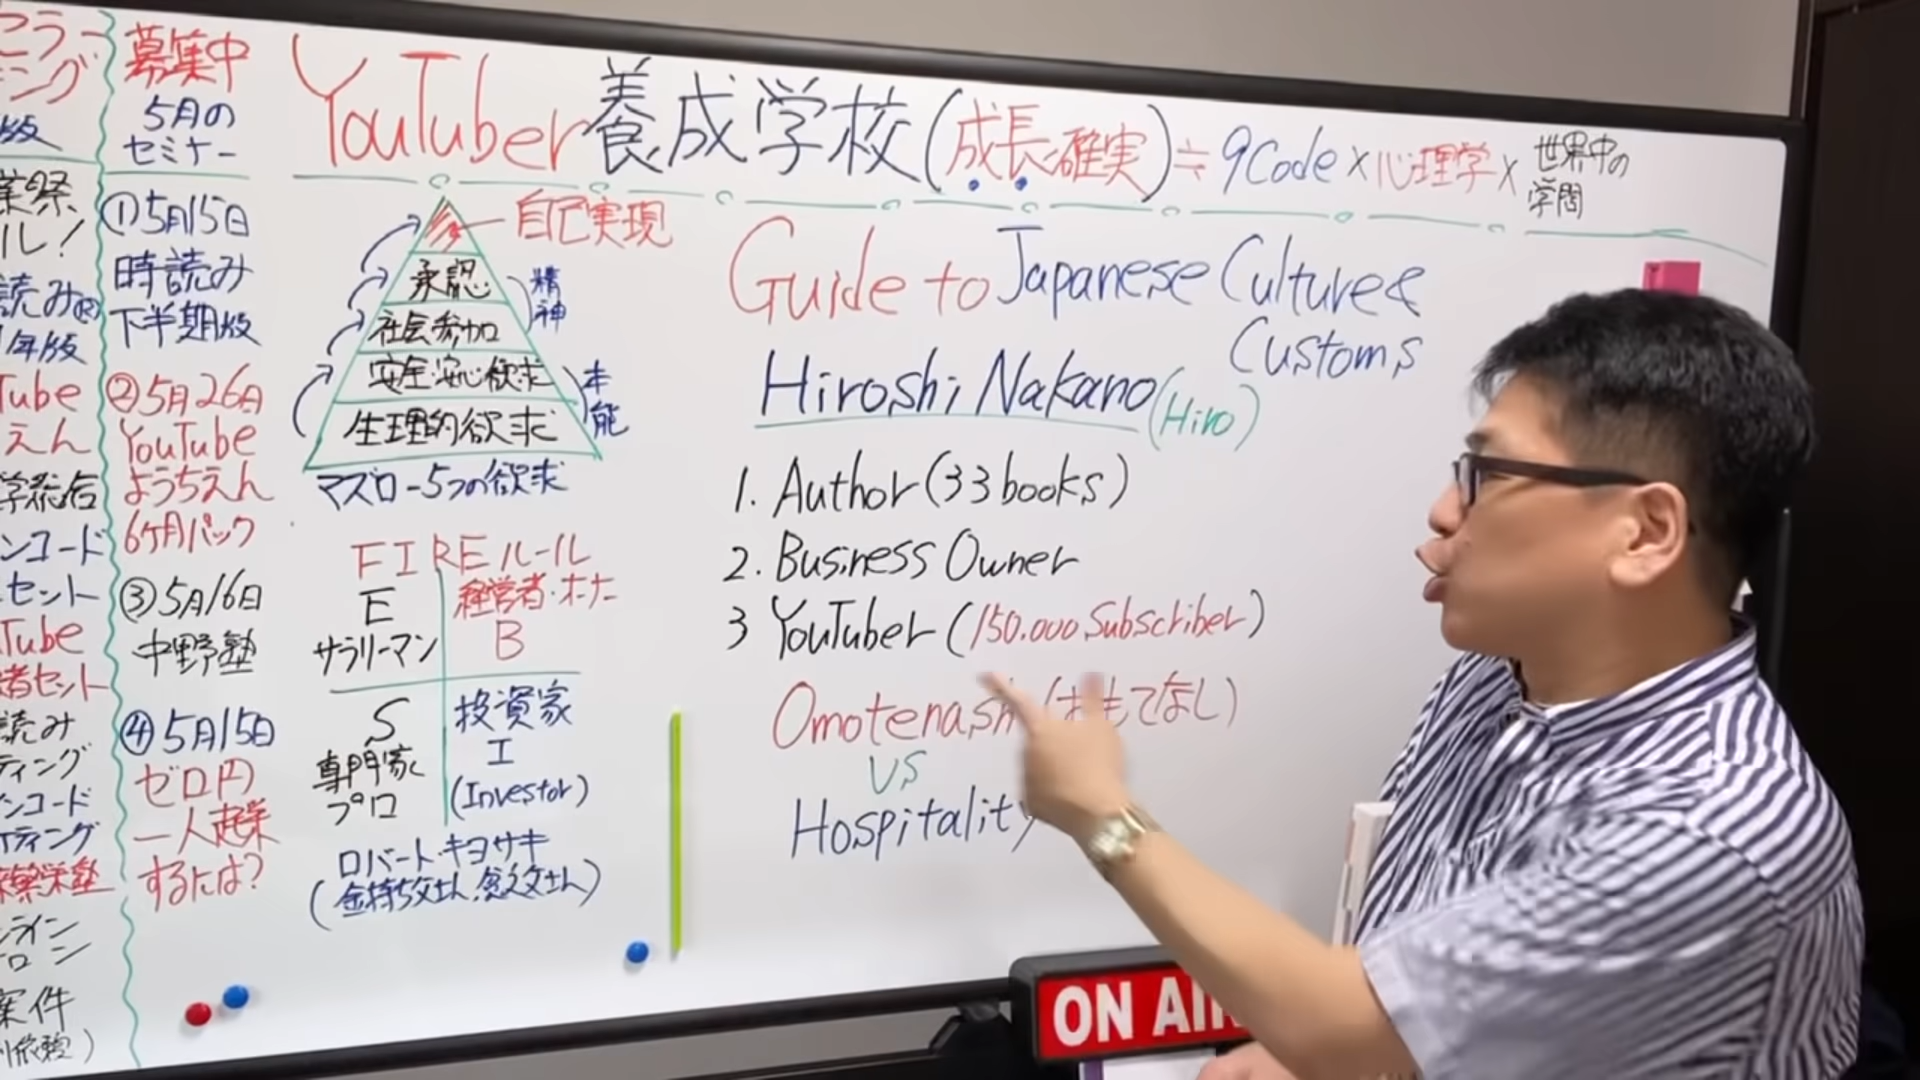 募集中
5月の
セミナー
①5月15日
時読み
下半期版
②5月26日
YouTube
ようちえん
6ヶ月パック
③5月16日
中野塾
④5月15日
ゼロ円
一人起業
するには?
YouTuber養成学校(成長確実)≒9Code×心理学×世界中の
学問
自己実現
承認
社会参加
精神
安全・安心欲求
生理的欲求
本能
マズロー5つの欲求
FIREルール
E
サラリーマン
経営者・オーナー
B
S
専門家
プロ
投資家
I
(Investor)
ロバート・キヨサキ
(金持ち父さん、貧乏父さん)
Guide to Japanese Culture &
Customs
Hiroshi Nakano (Hiro)
1. Author (33 books)
2. Business Owner
3 YouTuber (150.000 Subscriber)
Omotenashi (おもてなし)
VS
Hospitality
ON AIR